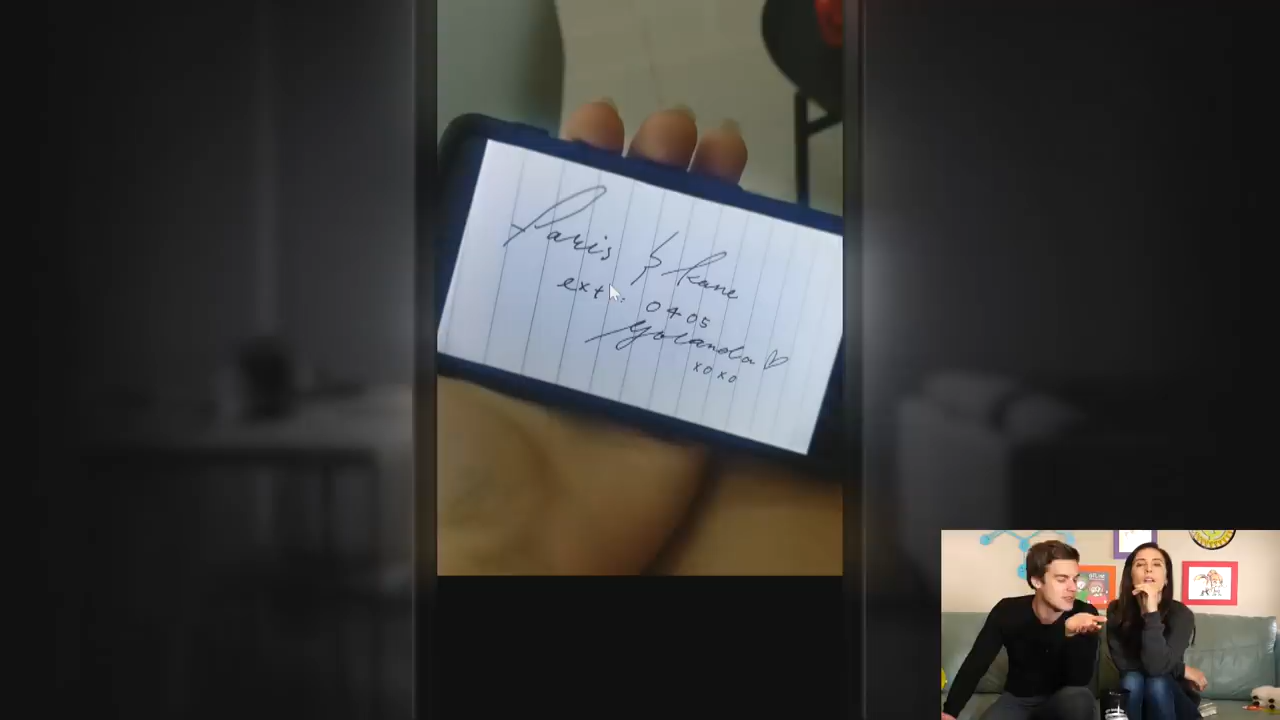 Paris & Kane
ext.: 0405
Yolanda ♡
xoxo